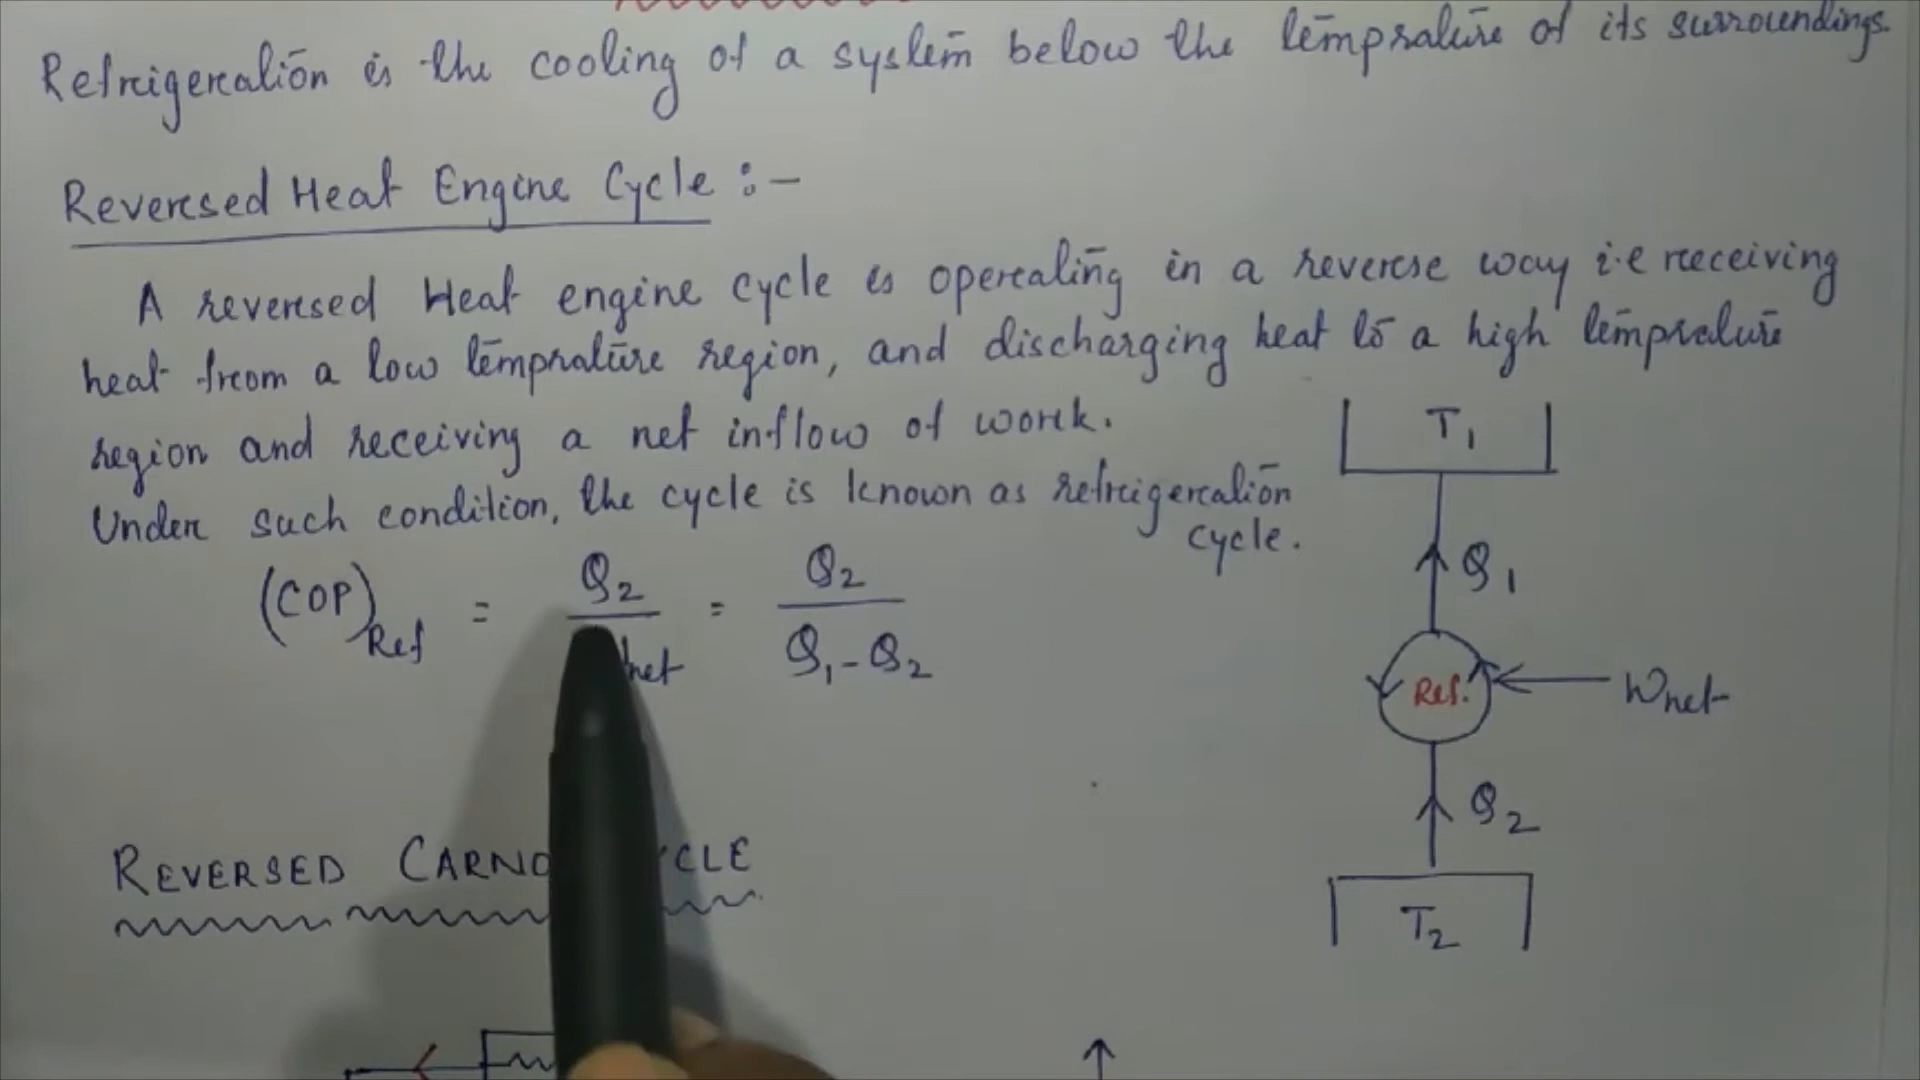 Refrigeration is the cooling of a system below the temprature of its surroundings.
Reversed Heat Engine Cycle :-
A reversed Heat engine cycle is operating in a reverse way i.e receiving
heat from a low temprature region, and discharging heat to a high temprature
region and receiving a net inflow of work.
Under such condition, the cycle is known as refrigeration
cycle.
(COP)Ref = Q2 / net = Q2 / Q1 - Q2
T1
Q1
Ref.
Wnet
Q2
T2
REVERSED